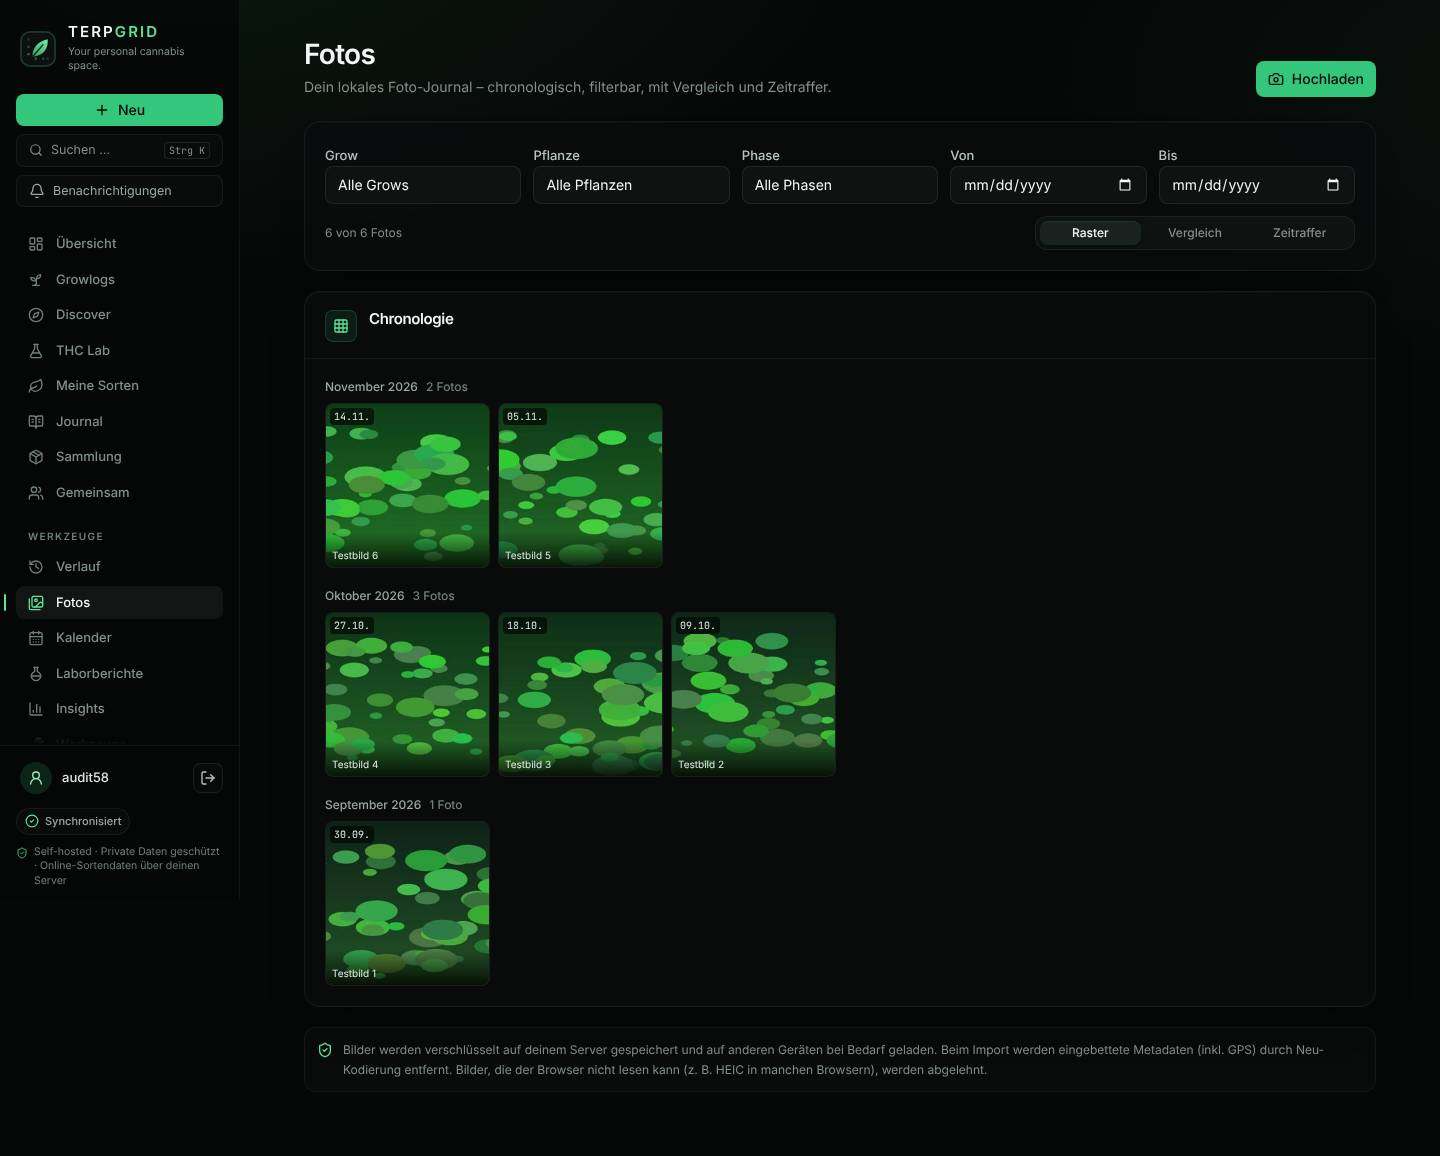 TERPGRID
Your personal cannabis
space.
Neu
Suchen ...
Strg K
Benachrichtigungen
Übersicht
Growlogs
Discover
THC Lab
Meine Sorten
Journal
Sammlung
Gemeinsam
WERKZEUGE
Verlauf
Fotos
Kalender
Laborberichte
Insights
audit58
Synchronisiert
Self-hosted · Private Daten geschützt
· Online-Sortendaten über deinen
Server
Fotos
Dein lokales Foto-Journal – chronologisch, filterbar, mit Vergleich und Zeitraffer.
Hochladen
Grow
Pflanze
Phase
Von
Bis
Alle Grows
Alle Pflanzen
Alle Phasen
mm/dd/yyyy
mm/dd/yyyy
6 von 6 Fotos
Raster
Vergleich
Zeitraffer
Chronologie
November 2026 2 Fotos
14.11.
05.11.
Testbild 6
Testbild 5
Oktober 2026 3 Fotos
27.10.
18.10.
09.10.
Testbild 4
Testbild 3
Testbild 2
September 2026 1 Foto
30.09.
Testbild 1
Bilder werden verschlüsselt auf deinem Server gespeichert und auf anderen Geräten bei Bedarf geladen. Beim Import werden eingebettete Metadaten (inkl. GPS) durch Neu-
Kodierung entfernt. Bilder, die der Browser nicht lesen kann (z. B. HEIC in manchen Browsern), werden abgelehnt.